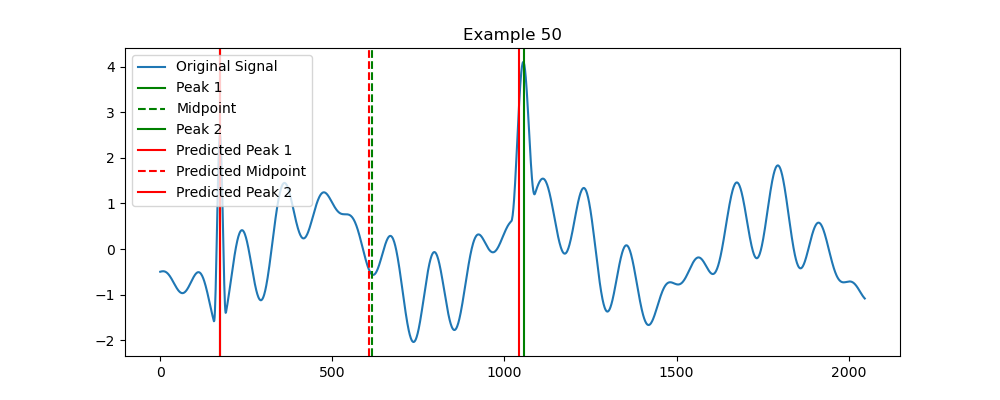 Example 50
Original Signal
Peak 1
Midpoint
Peak 2
Predicted Peak 1
Predicted Midpoint
Predicted Peak 2
4
3
2
1
0
−1
−2
0 500 1000 1500 2000